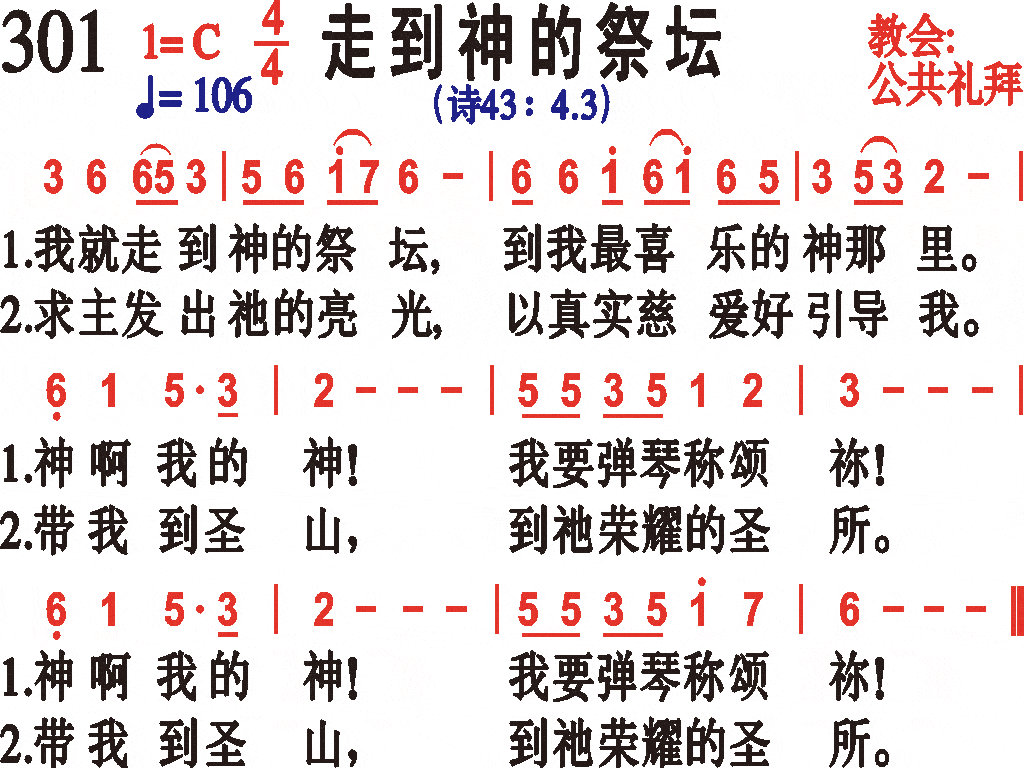 301 1=C 4/4 走到神的祭坛 教会:
♩=106 (诗43：4.3) 公共礼拜
3 6 65 3 | 5 6 i 7 6 - | 6 6 i 6 i 6 5 | 3 5 3 2 - |
1.我就走到神的祭坛,到我最喜乐的神那里。
2.求主发出祂的亮光,以真实慈爱好引导我。
6̣ 1 5·3 | 2 - - - | 5 5 3 5 1 2 | 3 - - - |
1.神啊我的神!我要弹琴称颂祢!
2.带我到圣山,到祂荣耀的圣所。
6̣ 1 5·3 | 2 - - - | 5 5 3 5 i 7 | 6 - - - ‖
1.神啊我的神!我要弹琴称颂祢!
2.带我到圣山,到祂荣耀的圣所。